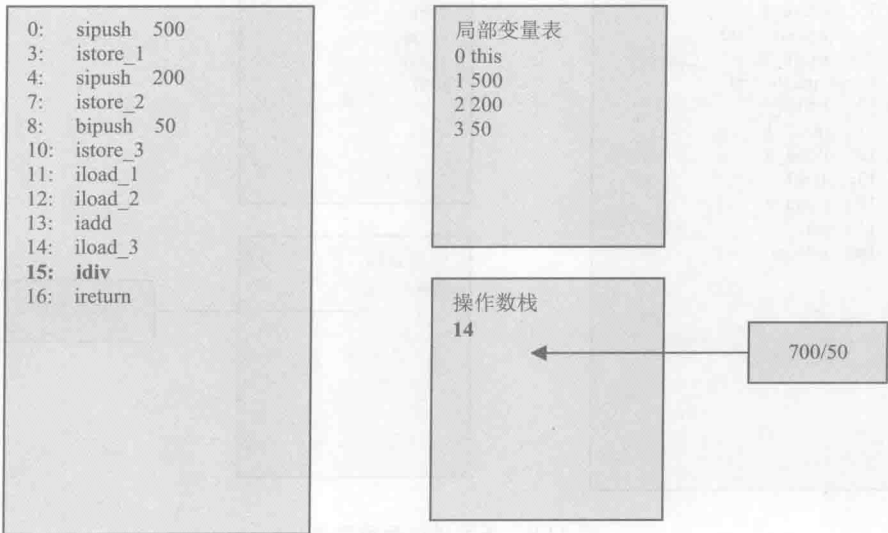 0: sipush 500
3: istore_1
4: sipush 200
7: istore_2
8: bipush 50
10: istore_3
11: iload_1
12: iload_2
13: iadd
14: iload_3
15: idiv
16: ireturn
局部变量表
0 this
1 500
2 200
3 50
操作数栈
14
700/50